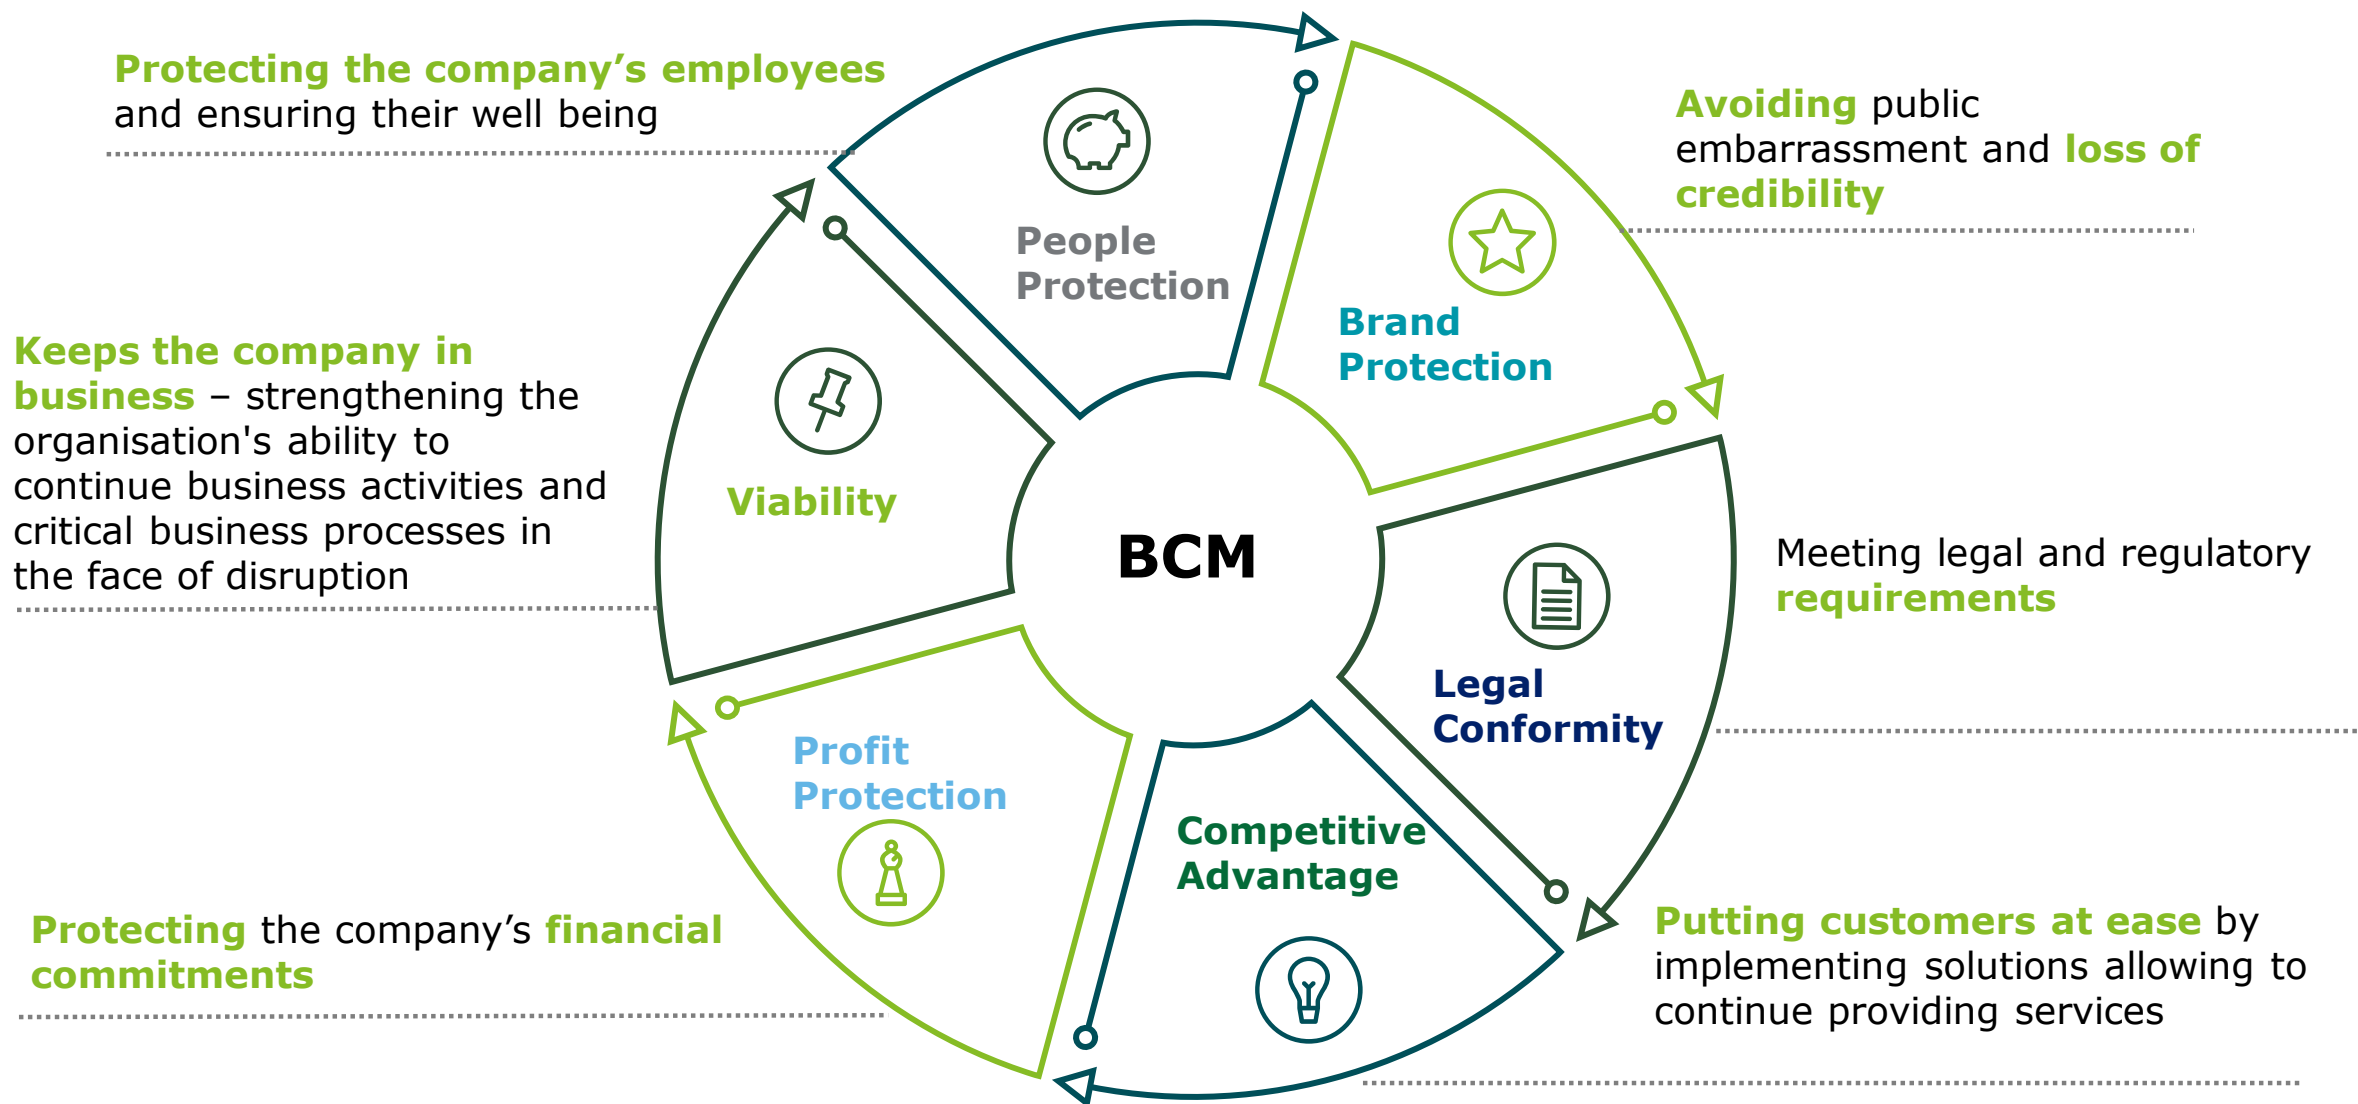 Protecting the company’s employees
and ensuring their well being
People
Protection
Avoiding public
embarrassment and loss of
credibility
Brand
Protection
Keeps the company in
business – strengthening the
organisation's ability to
continue business activities and
critical business processes in
the face of disruption
Viability
BCM
Meeting legal and regulatory
requirements
Legal
Conformity
Profit
Protection
Competitive
Advantage
Protecting the company’s financial
commitments
Putting customers at ease by
implementing solutions allowing to
continue providing services